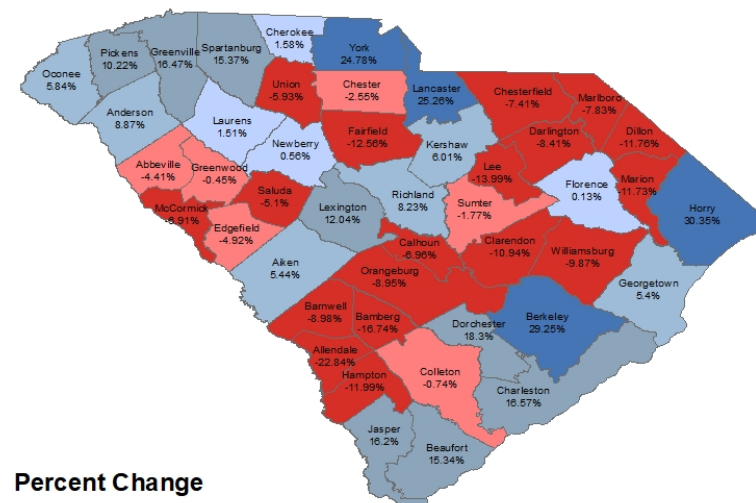 Cherokee
1.58%
York
24.78%
Spartanburg
15.37%
Greenville
16.47%
Pickens
10.22%
Oconee
5.84%
Union
-5.93%
Chester
-2.55%
Lancaster
25.26%
Chesterfield
-7.41%
Marlboro
-7.83%
Anderson
8.87%
Laurens
1.51%
Newberry
0.56%
Fairfield
-12.56%
Kershaw
6.01%
Darlington
-8.41%
Dillon
-11.76%
Abbeville
-4.41%
Greenwood
-0.45%
Saluda
-5.1%
Lee
-13.99%
Florence
0.13%
Marion
-11.73%
Horry
30.35%
McCormick
-6.91%
Edgefield
-4.92%
Lexington
12.04%
Richland
8.23%
Sumter
-1.77%
Calhoun
-6.96%
Clarendon
-10.94%
Williamsburg
-9.87%
Aiken
5.44%
Orangeburg
-8.95%
Georgetown
5.4%
Barnwell
-8.98%
Bamberg
-16.74%
Dorchester
18.3%
Berkeley
29.25%
Allendale
-22.84%
Hampton
-11.99%
Colleton
-0.74%
Charleston
16.57%
Jasper
16.2%
Beaufort
15.34%
Percent Change